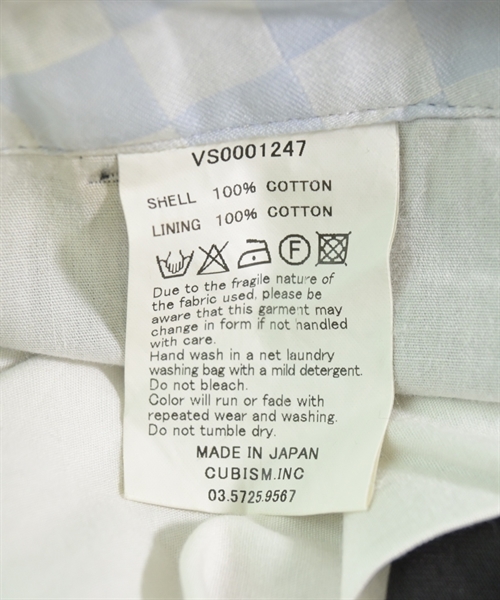 VS0001247
SHELL 100% COTTON
LINING 100% COTTON
F
Due to the fragile nature of
the fabric used, please be
aware that this garment may
change in form if not handled
with care.
Hand wash in a net laundry
washing bag with a mild detergent.
Do not bleach.
Color will run or fade with
repeated wear and washing.
Do not tumble dry.
MADE IN JAPAN
CUBISM.INC
03.5725.9567